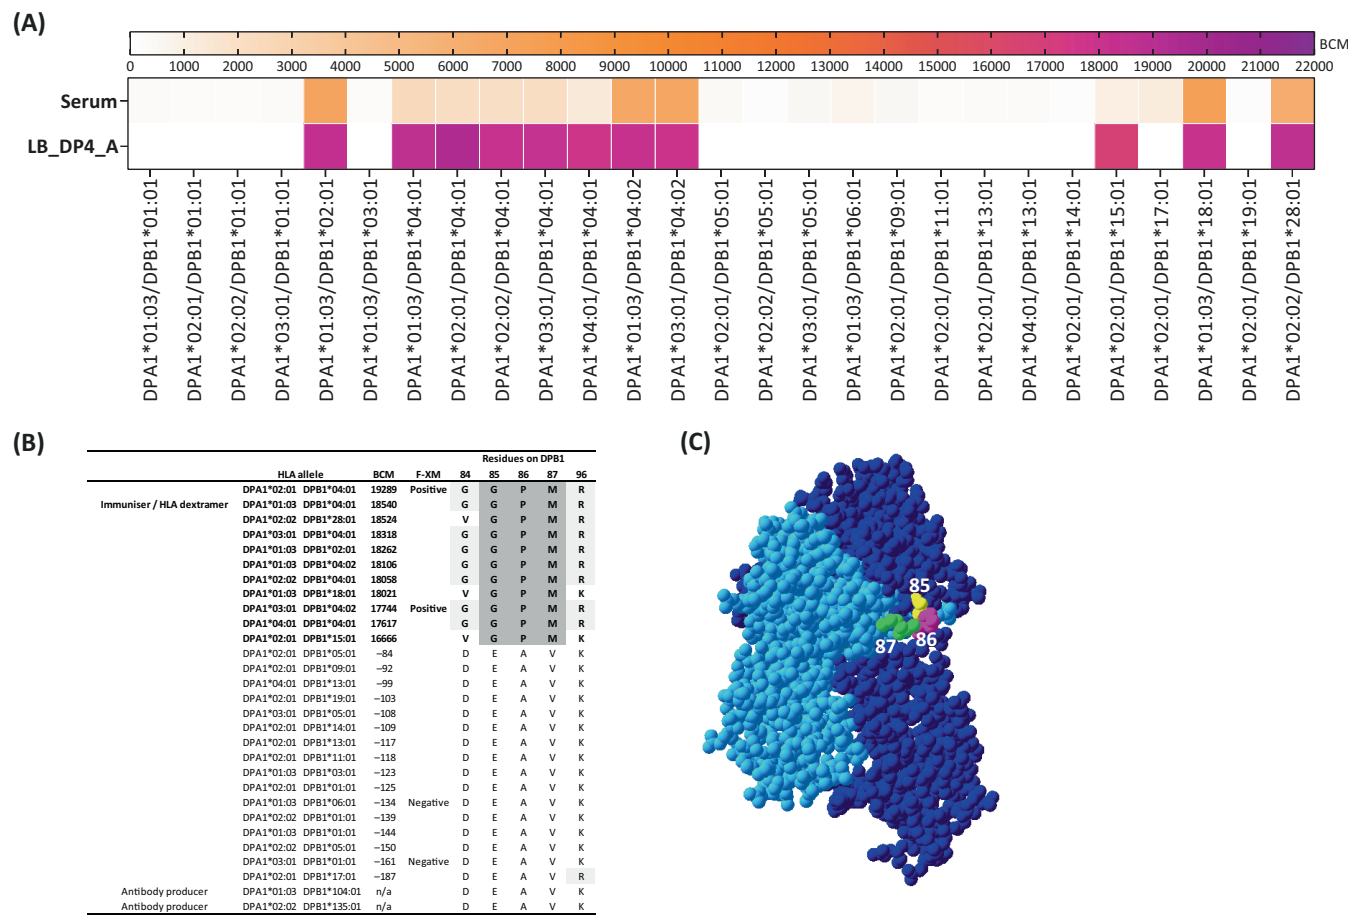 (A)
BCM
0 1000 2000 3000 4000 5000 6000 7000 8000 9000 10000 11000 12000 13000 14000 15000 16000 17000 18000 19000 20000 21000 22000
Serum
LB_DP4_A
DPA1*01:03/DPB1*01:01
DPA1*02:01/DPB1*01:01
DPA1*02:02/DPB1*01:01
DPA1*03:01/DPB1*01:01
DPA1*01:03/DPB1*02:01
DPA1*01:03/DPB1*03:01
DPA1*01:03/DPB1*04:01
DPA1*02:01/DPB1*04:01
DPA1*02:02/DPB1*04:01
DPA1*03:01/DPB1*04:01
DPA1*04:01/DPB1*04:01
DPA1*01:03/DPB1*04:02
DPA1*03:01/DPB1*04:02
DPA1*02:01/DPB1*05:01
DPA1*02:02/DPB1*05:01
DPA1*03:01/DPB1*05:01
DPA1*01:03/DPB1*06:01
DPA1*02:01/DPB1*09:01
DPA1*02:01/DPB1*11:01
DPA1*02:01/DPB1*13:01
DPA1*04:01/DPB1*13:01
DPA1*02:01/DPB1*14:01
DPA1*02:01/DPB1*15:01
DPA1*02:01/DPB1*17:01
DPA1*01:03/DPB1*18:01
DPA1*02:01/DPB1*19:01
DPA1*02:02/DPB1*28:01
(B)
Residues on DPB1
HLA allele BCM F-XM 84 85 86 87 96
DPA1*02:01 DPB1*04:01 19289 Positive G G P M R
Immuniser / HLA dextramer DPA1*01:03 DPB1*04:01 18540 G G P M R
DPA1*02:02 DPB1*28:01 18524 V G P M R
DPA1*03:01 DPB1*04:01 18318 G G P M R
DPA1*01:03 DPB1*02:01 18262 G G P M R
DPA1*01:03 DPB1*04:02 18106 G G P M R
DPA1*02:02 DPB1*04:01 18058 G G P M R
DPA1*01:03 DPB1*18:01 18021 V G P M K
DPA1*03:01 DPB1*04:02 17744 Positive G G P M R
DPA1*04:01 DPB1*04:01 17617 G G P M R
DPA1*02:01 DPB1*15:01 16666 V G P M K
DPA1*02:01 DPB1*05:01 –84 D E A V K
DPA1*02:01 DPB1*09:01 –92 D E A V K
DPA1*04:01 DPB1*13:01 –99 D E A V K
DPA1*02:01 DPB1*19:01 –103 D E A V K
DPA1*03:01 DPB1*05:01 –108 D E A V K
DPA1*02:01 DPB1*14:01 –109 D E A V K
DPA1*02:01 DPB1*13:01 –117 D E A V K
DPA1*02:01 DPB1*11:01 –118 D E A V K
DPA1*01:03 DPB1*03:01 –123 D E A V K
DPA1*02:01 DPB1*01:01 –125 D E A V K
DPA1*01:03 DPB1*06:01 –134 Negative D E A V K
DPA1*02:02 DPB1*01:01 –139 D E A V K
DPA1*01:03 DPB1*01:01 –144 D E A V K
DPA1*02:02 DPB1*05:01 –150 D E A V K
DPA1*03:01 DPB1*01:01 –161 Negative D E A V K
DPA1*02:01 DPB1*17:01 –187 D E A V R
Antibody producer DPA1*01:03 DPB1*104:01 n/a D E A V K
Antibody producer DPA1*02:02 DPB1*135:01 n/a D E A V K
(C)
85
87 86